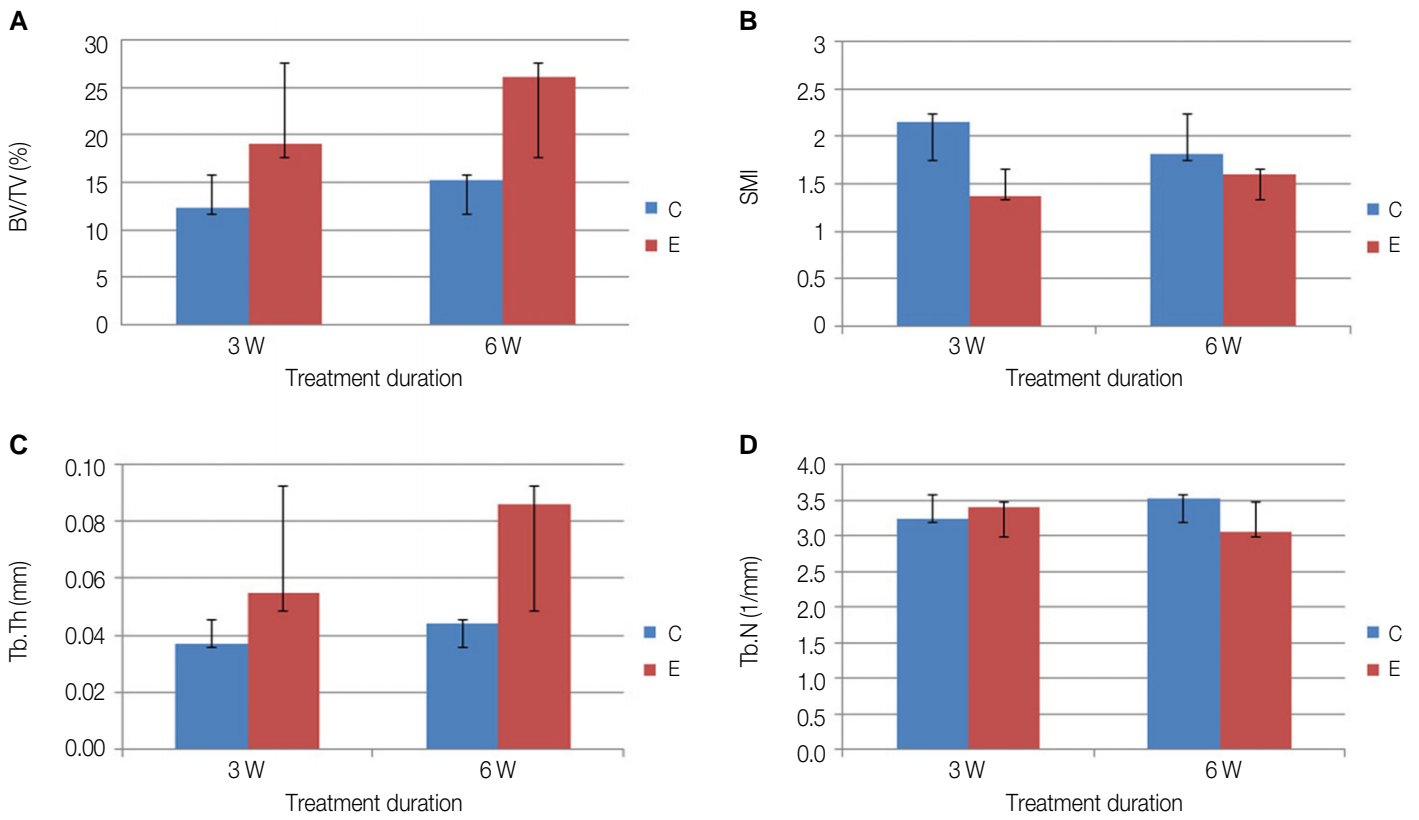 A
30
25
20
15
10
5
0
BV/TV (%)
3 W
6 W
Treatment duration
C
E
B
3
2.5
2
1.5
1
0.5
0
SMI
3 W
6 W
Treatment duration
C
E
C
0.10
0.08
0.06
0.04
0.02
0.00
Tb.Th (mm)
3 W
6 W
Treatment duration
C
E
D
4.0
3.5
3.0
2.5
2.0
1.5
1.0
0.5
0.0
Tb.N (1/mm)
3 W
6 W
Treatment duration
C
E